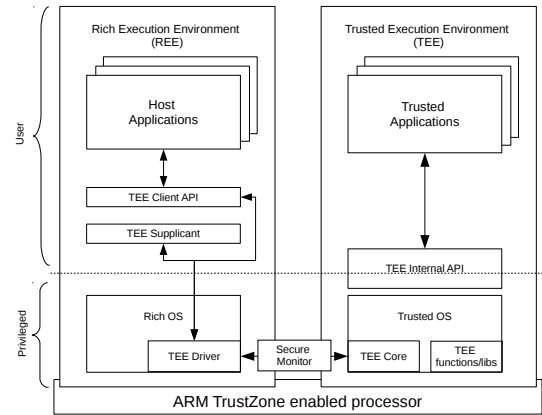 Rich Execution Environment
(REE)
Host
Applications
TEE Client API
TEE Supplicant
Rich OS
TEE Driver
Secure
Monitor
Trusted Execution Environment
(TEE)
Trusted
Applications
TEE Internal API
Trusted OS
TEE Core
TEE
functions/libs
User
Privileged
ARM TrustZone enabled processor